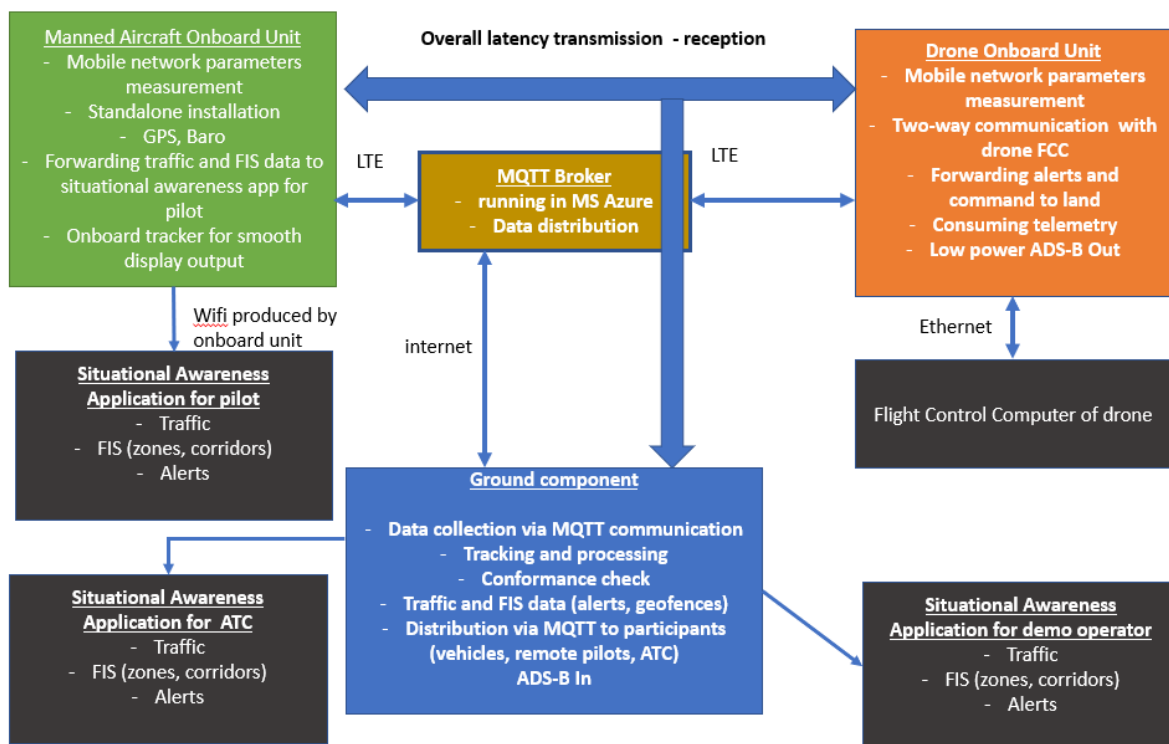 Manned Aircraft Onboard Unit
- Mobile network parameters
measurement
- Standalone installation
- GPS, Baro
- Forwarding traffic and FIS data to
situational awareness app for
pilot
- Onboard tracker for smooth
display output
Overall latency transmission - reception
Drone Onboard Unit
- Mobile network parameters
measurement
- Two-way communication with
drone FCC
- Forwarding alerts and
command to land
- Consuming telemetry
- Low power ADS-B Out
LTE
MQTT Broker
- running in MS Azure
- Data distribution
LTE
Wifi produced by
onboard unit
internet
Ethernet
Situational Awareness
Application for pilot
- Traffic
- FIS (zones, corridors)
- Alerts
Flight Control Computer of drone
Ground component
- Data collection via MQTT communication
- Tracking and processing
- Conformance check
- Traffic and FIS data (alerts, geofences)
- Distribution via MQTT to participants
(vehicles, remote pilots, ATC)
ADS-B In
Situational Awareness
Application for ATC
- Traffic
- FIS (zones, corridors)
- Alerts
Situational Awareness
Application for demo operator
- Traffic
- FIS (zones, corridors)
- Alerts